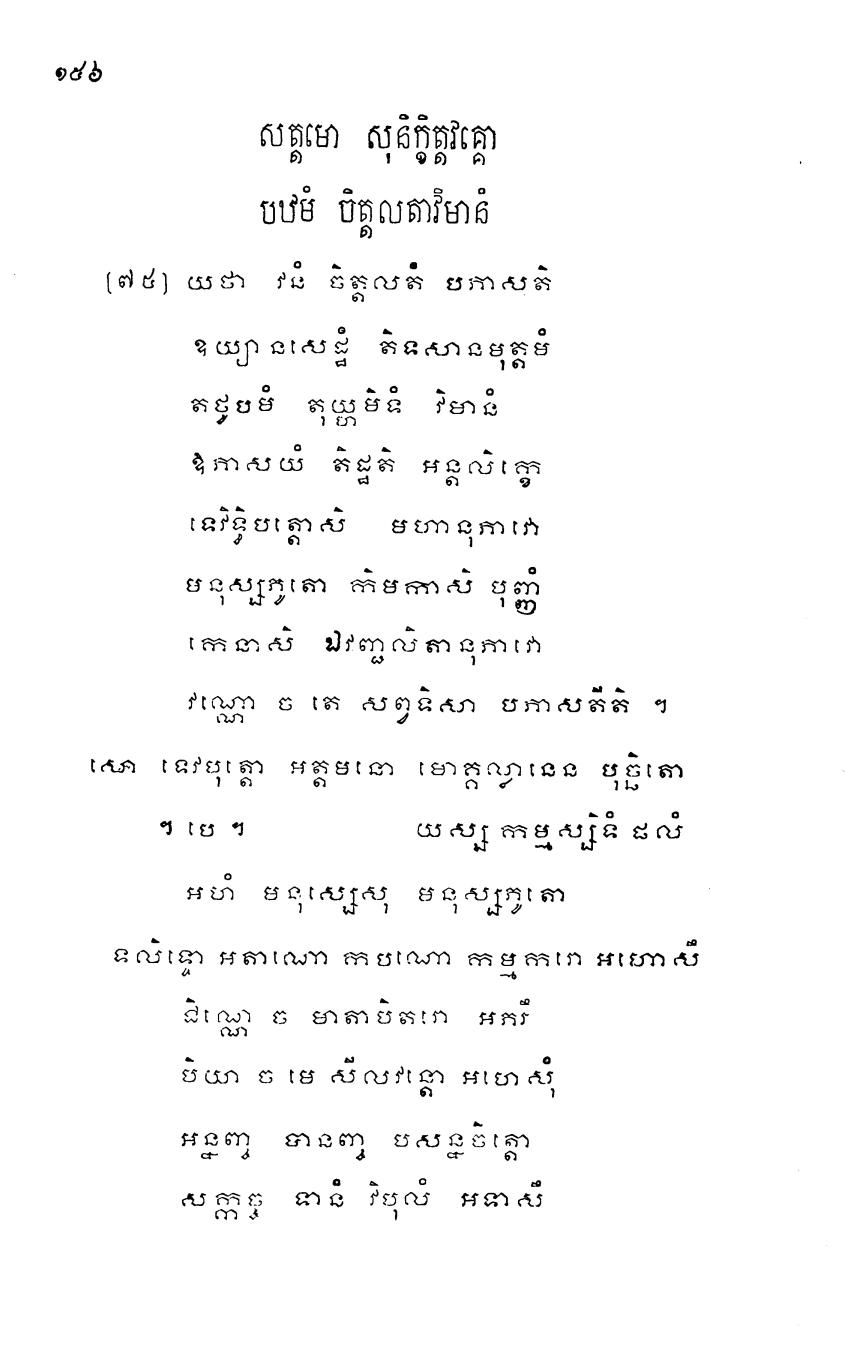 ១៥៦
សត្តមោ សុនិក្ខិត្តវគ្គោ
បឋមំ ចិត្តលតាវិមានំ
(៧៥) យថា វនំ ចិត្តលតំ បភាសតិ
ឧយ្យានសេដ្ឋំ តិទសានមុត្តមំ
តថូបមំ តុយ្ហមិទំ វិមានំ
ឱភាសយំ តិដ្ឋតិ អន្តលិក្ខេ
ទេវិទ្ធិបត្តោសិ មហានុភាវោ
មនុស្សភូតោ កិមកាសិ បុញ្ញំ
កេនាសិ ឯវញ្ជលិតានុភាវោ
វណ្ណោ ច តេ សព្វទិសា បភាសតីតិ ។
សោ ទេវបុត្តោ អត្តមនោ មោគ្គល្លានេន បុច្ឆិតោ
។ បេ ។ យស្ស កម្មស្សិទំ ផលំ
អហំ មនុស្សេសុ មនុស្សភូតោ
ទលិទ្ទោ អតាណោ កបណោ កម្មករោ អហោសឹ
ជិណ្ណេ ច មាតាបិតរោ អភរឹ
បិយា ច មេ សីលវន្តោ អហេសុំ
អន្នញ្ច បានញ្ច បសន្នចិត្តោ
សក្កច្ច ទានំ វិបុលំ អទាសឹ